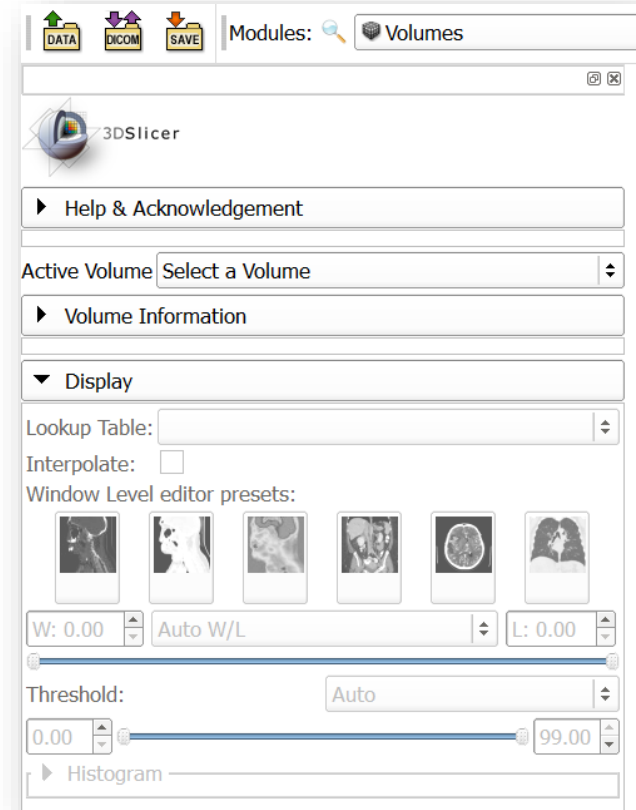 DATA DICOM SAVE Modules: Volumes
3DSlicer
Help & Acknowledgement
Active Volume Select a Volume
Volume Information
Display
Lookup Table:
Interpolate:
Window Level editor presets:
W: 0.00 Auto W/L L: 0.00
Threshold: Auto
0.00 99.00
Histogram